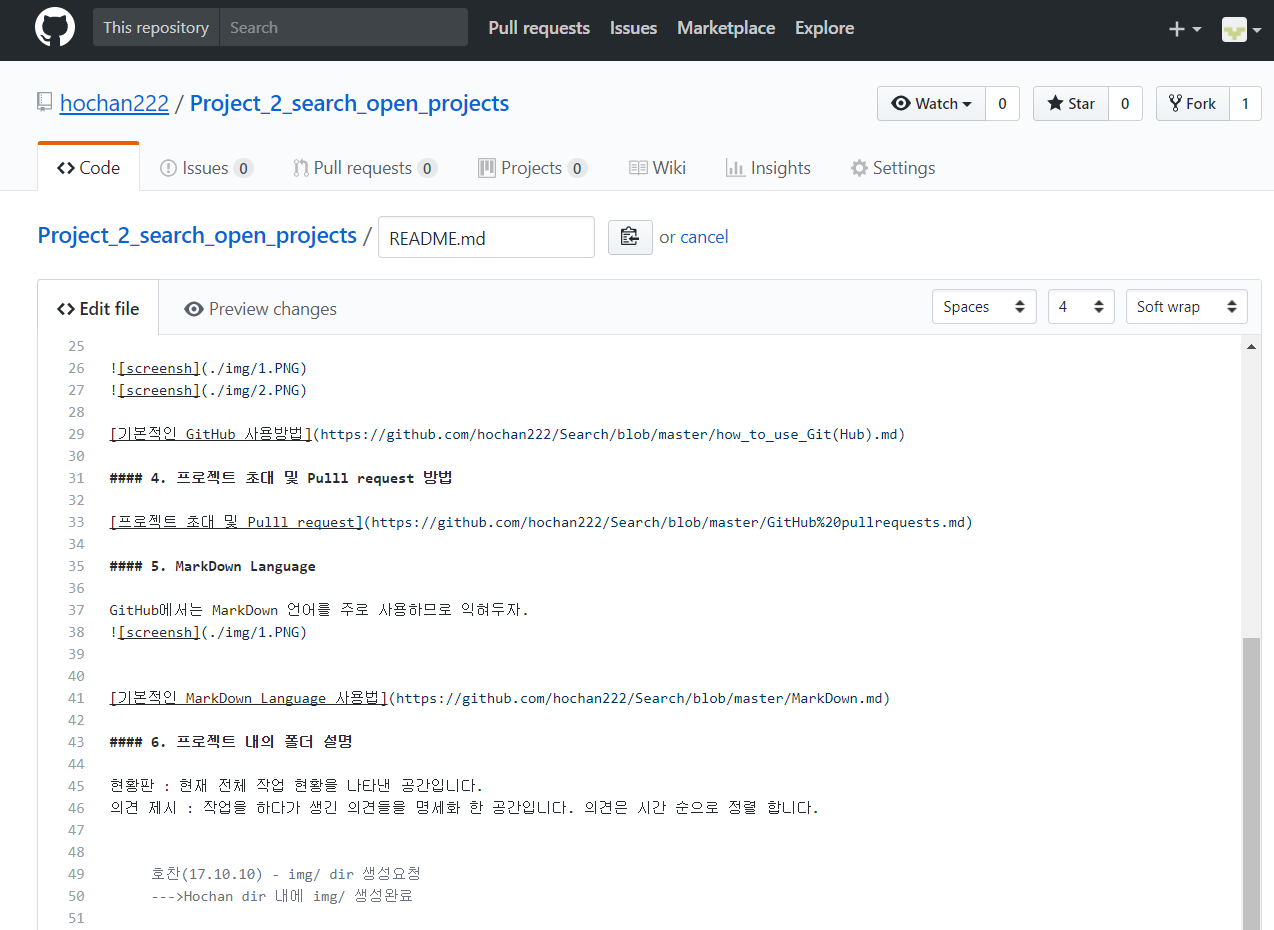 This repository Search Pull requests Issues Marketplace Explore
hochan222 / Project_2_search_open_projects Watch 0 Star 0 Fork 1
Code Issues 0 Pull requests 0 Projects 0 Wiki Insights Settings
Project_2_search_open_projects / README.md or cancel
Edit file Preview changes Spaces 4 Soft wrap
25
26 ![screensh](./img/1.PNG)
27 ![screensh](./img/2.PNG)
28
29 [기본적인 GitHub 사용방법](https://github.com/hochan222/Search/blob/master/how_to_use_Git(Hub).md)
30
31 #### 4. 프로젝트 초대 및 Pulll request 방법
32
33 [프로젝트 초대 및 Pulll request](https://github.com/hochan222/Search/blob/master/GitHub%20pullrequests.md)
34
35 #### 5. MarkDown Language
36
37 GitHub에서는 MarkDown 언어를 주로 사용하므로 익혀두자.
38 ![screensh](./img/1.PNG)
39
40
41 [기본적인 MarkDown Language 사용법](https://github.com/hochan222/Search/blob/master/MarkDown.md)
42
43 #### 6. 프로젝트 내의 폴더 설명
44
45 현황판 : 현재 전체 작업 현황을 나타낸 공간입니다.
46 의견 제시 : 작업을 하다가 생긴 의견들을 명세화 한 공간입니다. 의견은 시간 순으로 정렬 합니다.
47
48
49 호찬(17.10.10) - img/ dir 생성요청
50 --->Hochan dir 내에 img/ 생성완료
51